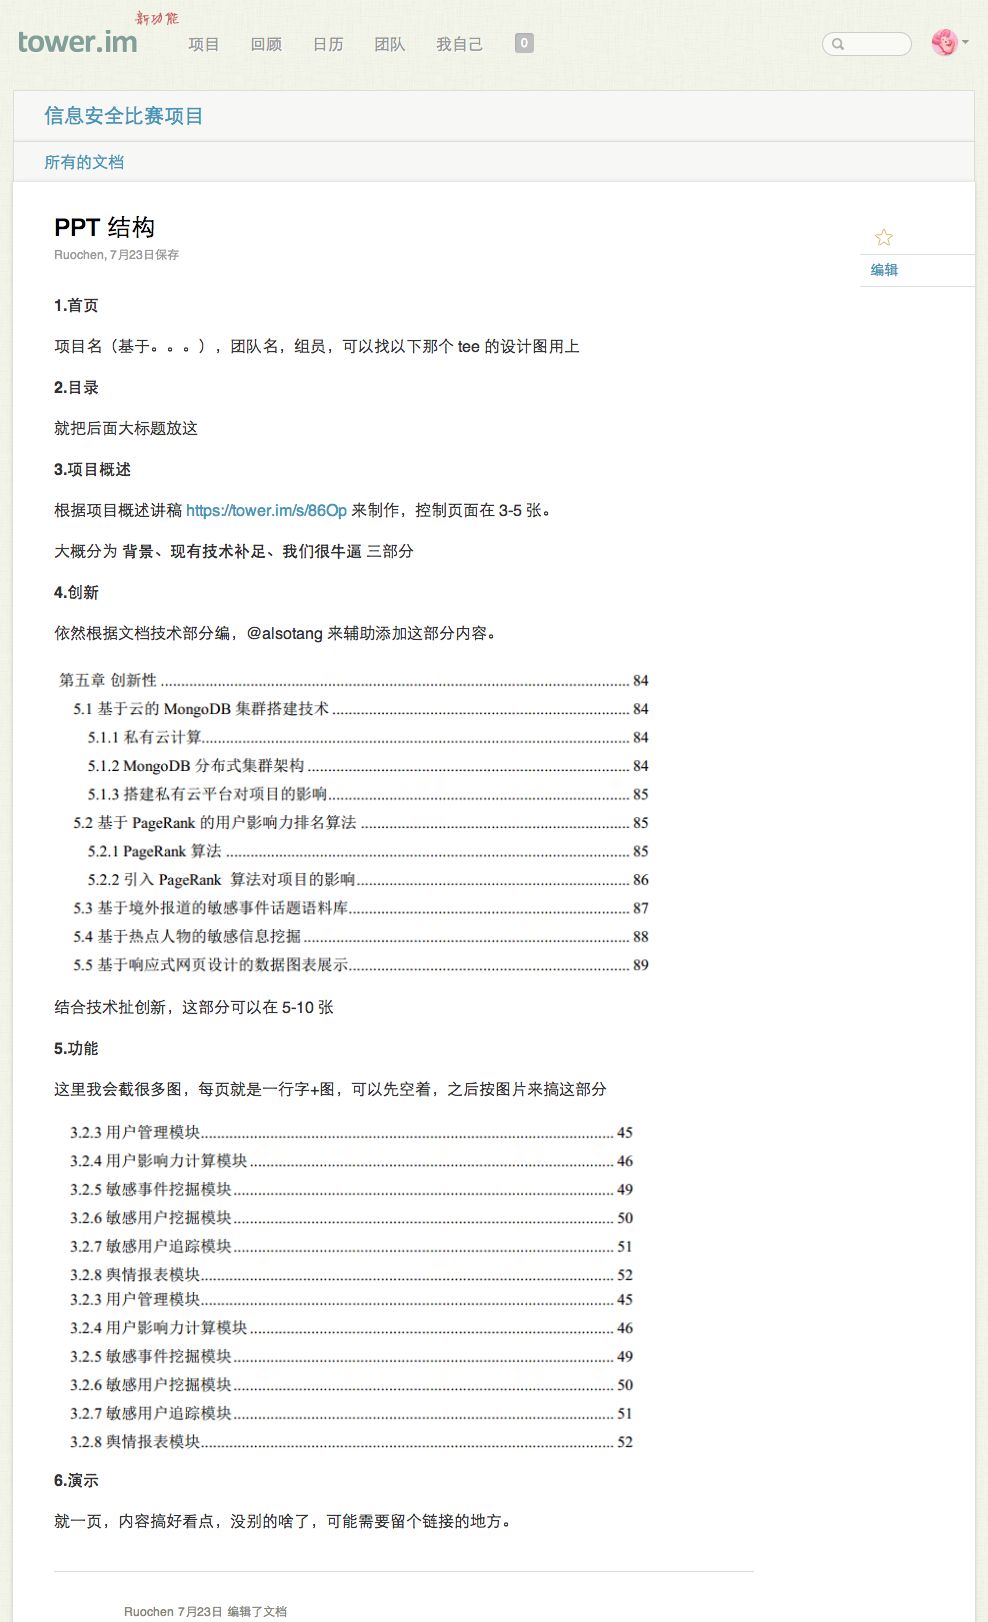 新功能
tower.im 项目 回顾 日历 团队 我自己 0
信息安全比赛项目
所有的文档
PPT 结构
Ruochen, 7月23日保存
编辑
1.首页
项目名（基于。。。），团队名，组员，可以找以下那个 tee 的设计图用上
2.目录
就把后面大标题放这
3.项目概述
根据项目概述讲稿 https://tower.im/s/86Op 来制作，控制页面在 3-5 张。
大概分为 背景、现有技术补足、我们很牛逼 三部分
4.创新
依然根据文档技术部分编，@alsotang 来辅助添加这部分内容。
第五章 创新性 84
5.1 基于云的 MongoDB 集群搭建技术 84
5.1.1 私有云计算 84
5.1.2 MongoDB 分布式集群架构 84
5.1.3 搭建私有云平台对项目的影响 85
5.2 基于 PageRank 的用户影响力排名算法 85
5.2.1 PageRank 算法 85
5.2.2 引入 PageRank 算法对项目的影响 86
5.3 基于境外报道的敏感事件话题语料库 87
5.4 基于热点人物的敏感信息挖掘 88
5.5 基于响应式网页设计的数据图表展示 89
结合技术扯创新，这部分可以在 5-10 张
5.功能
这里我会截很多图，每页就是一行字+图，可以先空着，之后按图片来搞这部分
3.2.3 用户管理模块 45
3.2.4 用户影响力计算模块 46
3.2.5 敏感事件挖掘模块 49
3.2.6 敏感用户挖掘模块 50
3.2.7 敏感用户追踪模块 51
3.2.8 舆情报表模块 52
3.2.3 用户管理模块 45
3.2.4 用户影响力计算模块 46
3.2.5 敏感事件挖掘模块 49
3.2.6 敏感用户挖掘模块 50
3.2.7 敏感用户追踪模块 51
3.2.8 舆情报表模块 52
6.演示
就一页，内容搞好看点，没别的啥了，可能需要留个链接的地方。
Ruochen 7月23日 编辑了文档